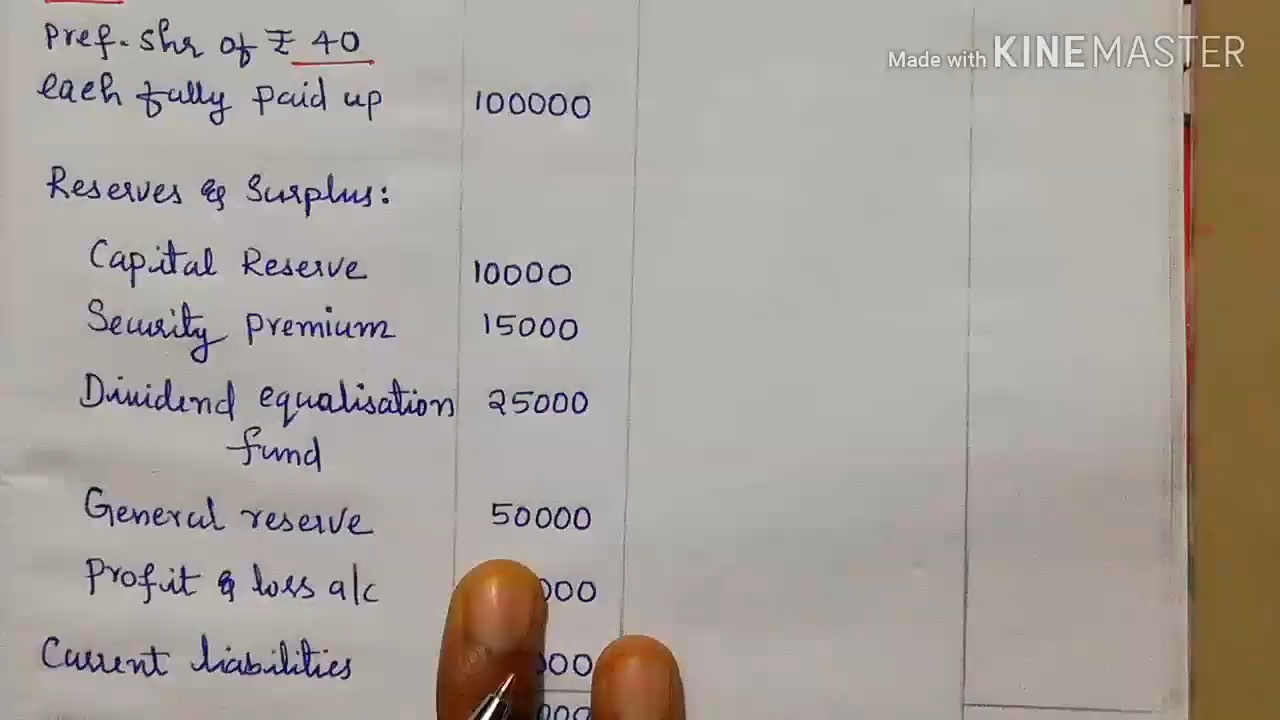 Made with KINEMASTER
Pref. Shr of ₹ 40
each fully paid up 100000
Reserves & Surplus:
Capital Reserve 10000
Security premium 15000
Dividend equalisation 25000
fund
General reserve 50000
Profit & loss a/c
Current liabilities